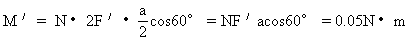 M′ = N• 2F′ • a/2 cos60° = NF′ acos60° = 0.05N• m